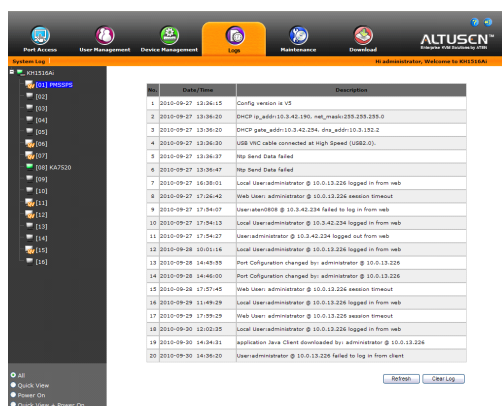 Port Access
User Management
Device Management
Logs
Maintenance
Download
ALTUSCN™
Enterprise KVM Solutions by ATEN
System Log
Hi administrator, Welcome to KH1516Ai
KH1516Ai
[01] PMSSPS
[02]
[03]
[04]
[05]
[06]
[07]
[08] KA7520
[09]
[10]
[11]
[12]
[13]
[14]
[15]
[16]
All
Quick View
Power On
Quick View + Power On
No. Date/Time Description
1 2010-09-27 13:36:15 Config version is V5
2 2010-09-27 13:36:20 DHCP ip_addr:10.3.42.190, net_mask:255.255.255.0
3 2010-09-27 13:36:20 DHCP gate_addr:10.3.42.254, dns_addr:10.3.152.2
4 2010-09-27 13:36:30 USB VNC cable connected at High Speed (USB2.0).
5 2010-09-27 13:36:37 Ntp Send Data failed
6 2010-09-27 13:36:47 Ntp Send Data failed
7 2010-09-27 16:38:01 Local User:administrator @ 10.0.13.226 logged in from web
8 2010-09-27 17:26:42 Web User: administrator @ 10.0.13.226 session timeout
9 2010-09-27 17:54:07 User:aten0808 @ 10.3.42.234 failed to log in from web
10 2010-09-27 17:54:13 Local User:administrator @ 10.3.42.234 logged in from web
11 2010-09-27 17:54:27 User:administrator @ 10.3.42.234 logged out from web
12 2010-09-28 10:01:16 Local User:administrator @ 10.0.13.226 logged in from web
13 2010-09-28 14:45:55 Port Cofiguration changed by: administrator @ 10.0.13.226
14 2010-09-28 14:46:00 Port Cofiguration changed by: administrator @ 10.0.13.226
15 2010-09-28 17:57:45 Web User: administrator @ 10.0.13.226 session timeout
16 2010-09-29 11:49:29 Local User:administrator @ 10.0.13.226 logged in from web
17 2010-09-29 17:59:29 Web User: administrator @ 10.0.13.226 session timeout
18 2010-09-30 12:02:35 Local User:administrator @ 10.0.13.226 logged in from web
19 2010-09-30 14:34:31 application Java Client downloaded by: administrator @ 10.0.13.226
20 2010-09-30 14:36:20 User:administrator @ 10.0.13.226 failed to log in from client
Refresh Clear Log